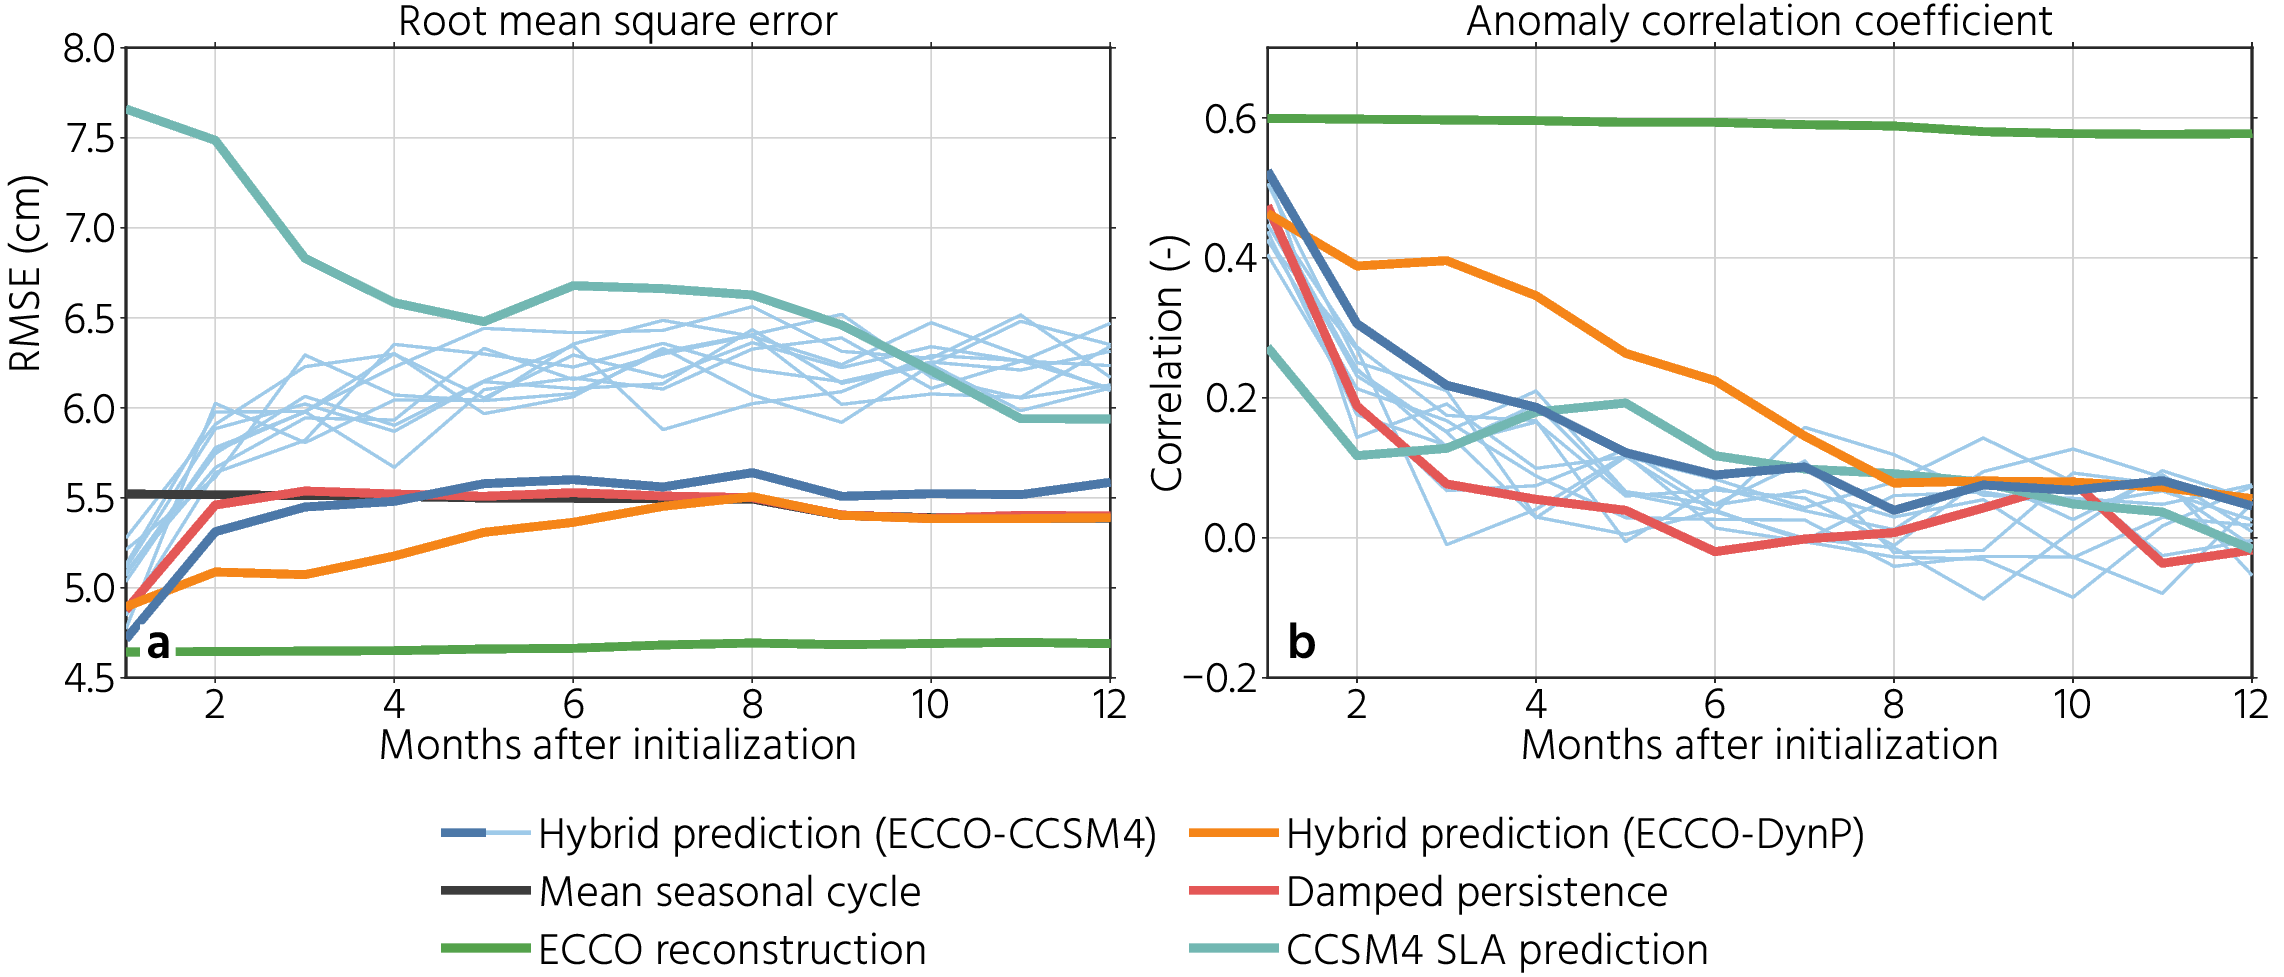 Root mean square error
Anomaly correlation coefficient
8.0
7.5
7.0
6.5
6.0
5.5
5.0
4.5
RMSE (cm)
a
2 4 6 8 10 12
Months after initialization
0.6
0.4
0.2
0.0
−0.2
Correlation (-)
b
2 4 6 8 10 12
Months after initialization
Hybrid prediction (ECCO-CCSM4)
Hybrid prediction (ECCO-DynP)
Mean seasonal cycle
Damped persistence
ECCO reconstruction
CCSM4 SLA prediction